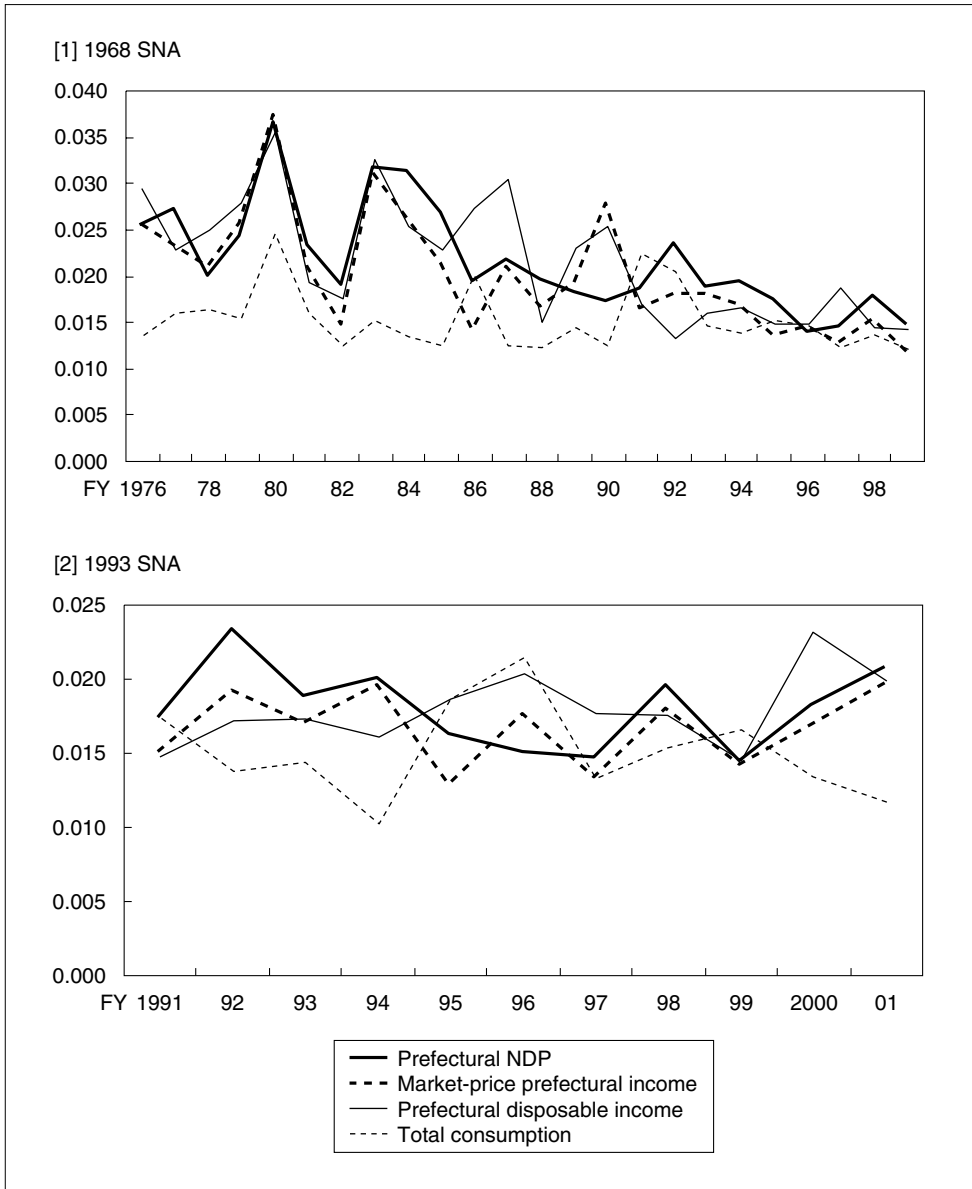 [1] 1968 SNA
0.040
0.035
0.030
0.025
0.020
0.015
0.010
0.005
0.000
FY 1976 78 80 82 84 86 88 90 92 94 96 98
[2] 1993 SNA
0.025
0.020
0.015
0.010
0.005
0.000
FY 1991 92 93 94 95 96 97 98 99 2000 01
Prefectural NDP
Market-price prefectural income
Prefectural disposable income
Total consumption